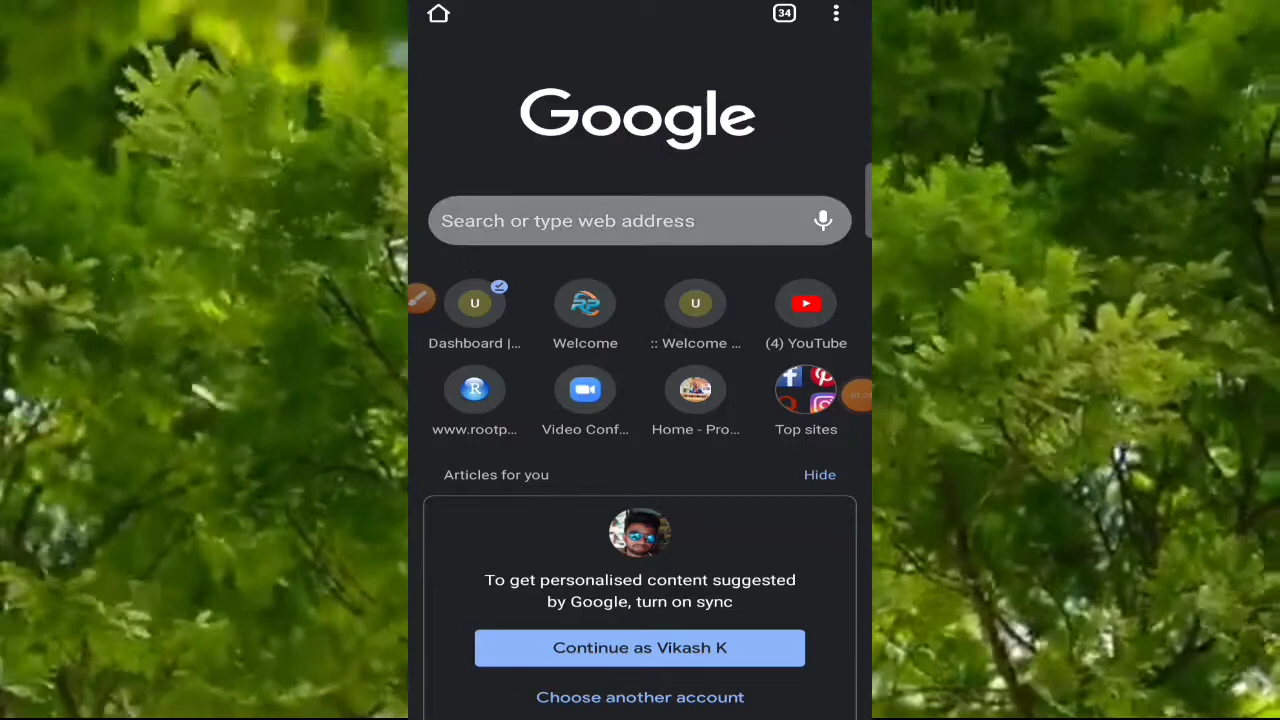 34
Google
Search or type web address
U
U
Dashboard |...
Welcome
:: Welcome ...
(4) YouTube
R
www.rootp...
Video Conf...
Home - Pro...
Top sites
Articles for you
Hide
To get personalised content suggested
by Google, turn on sync
Continue as Vikash K
Choose another account